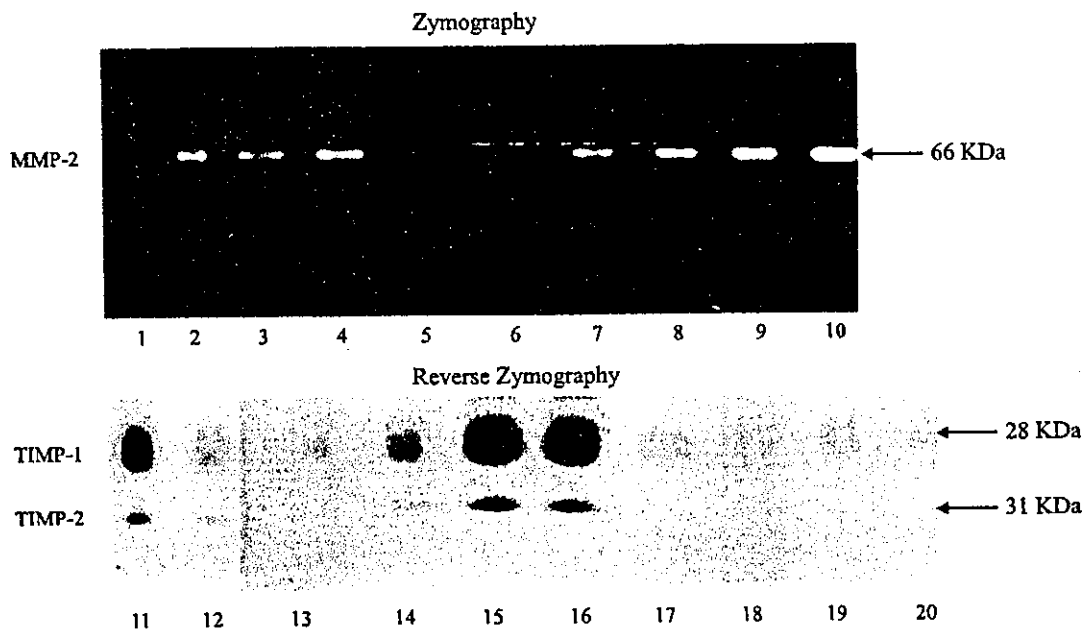 Zymography
MMP-2
66 KDa
1 2 3 4 5 6 7 8 9 10
Reverse Zymography
TIMP-1
28 KDa
TIMP-2
31 KDa
11 12 13 14 15 16 17 18 19 20